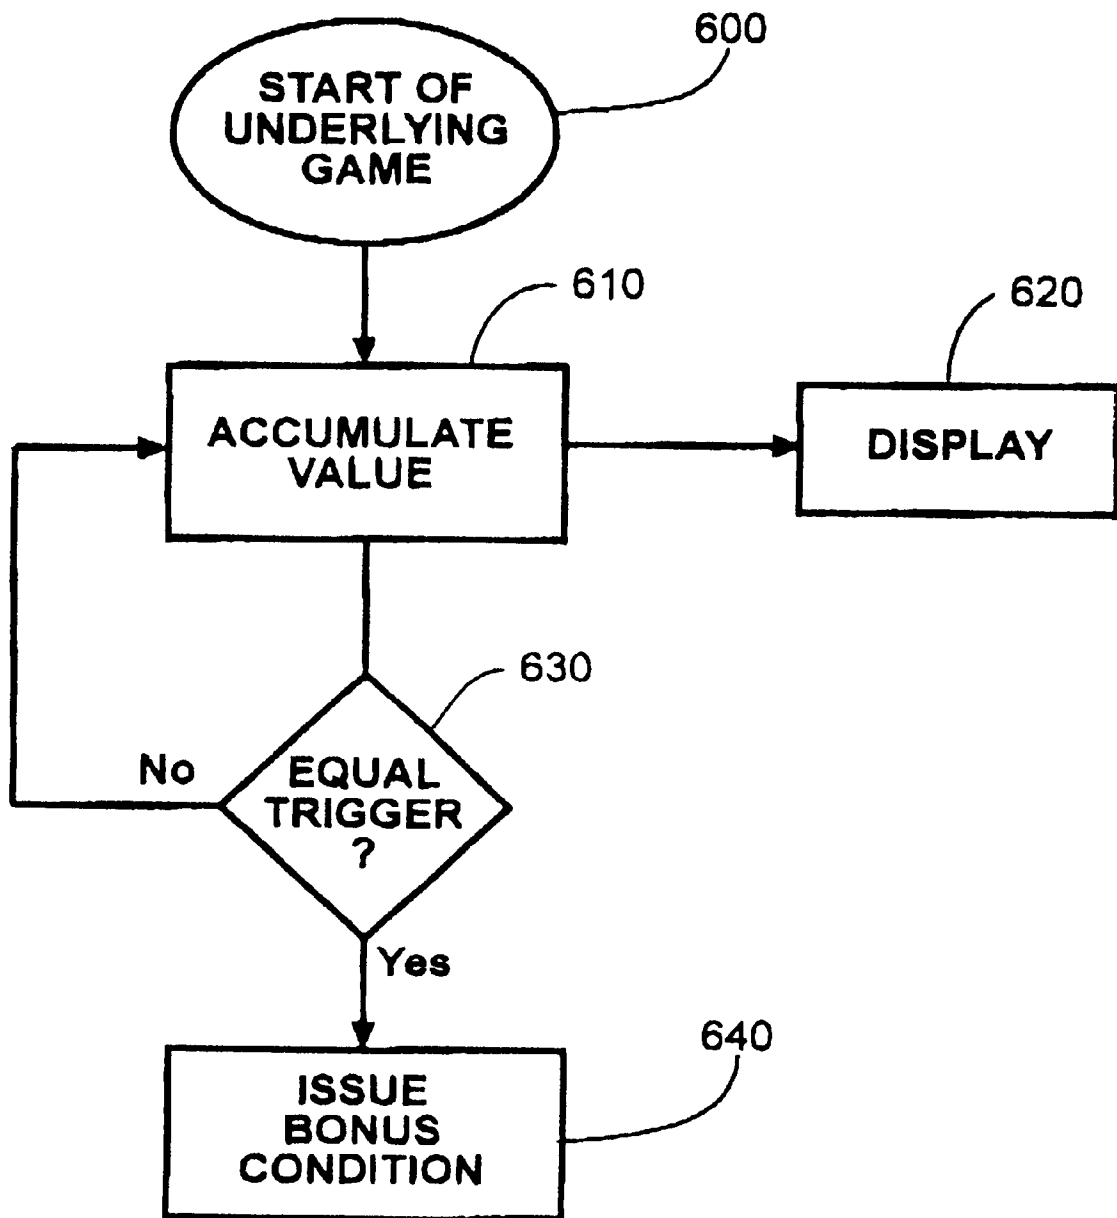 600
START OF
UNDERLYING
GAME
610
620
ACCUMULATE
VALUE
DISPLAY
630
No
EQUAL
TRIGGER
?
Yes
640
ISSUE
BONUS
CONDITION